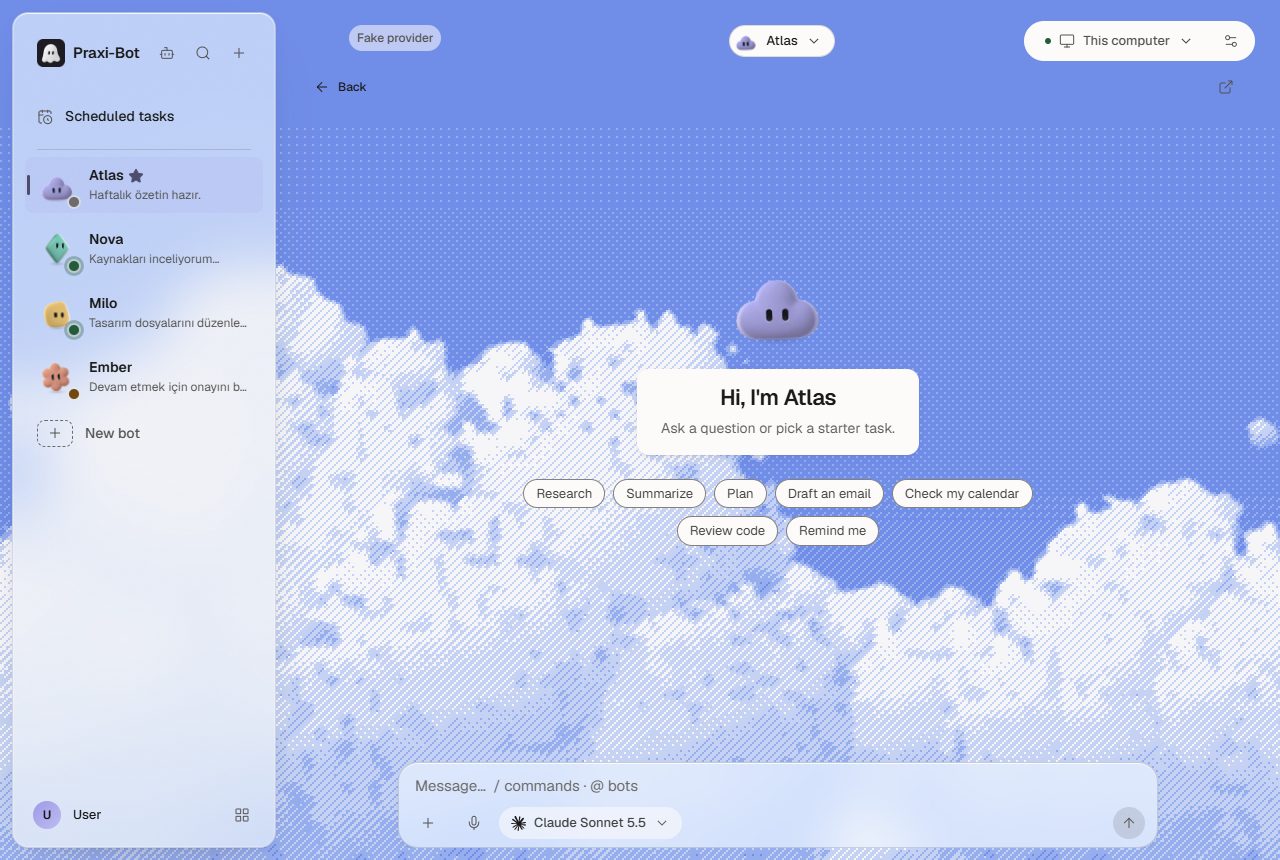 Praxi-Bot
Scheduled tasks
Atlas
Haftalık özetin hazır.
Nova
Kaynakları inceliyorum...
Milo
Tasarım dosyalarını düzenle...
Ember
Devam etmek için onayını b...
New bot
U
User
Fake provider
Atlas
This computer
Back
Hi, I'm Atlas
Ask a question or pick a starter task.
Research
Summarize
Plan
Draft an email
Check my calendar
Review code
Remind me
Message... / commands · @ bots
Claude Sonnet 5.5